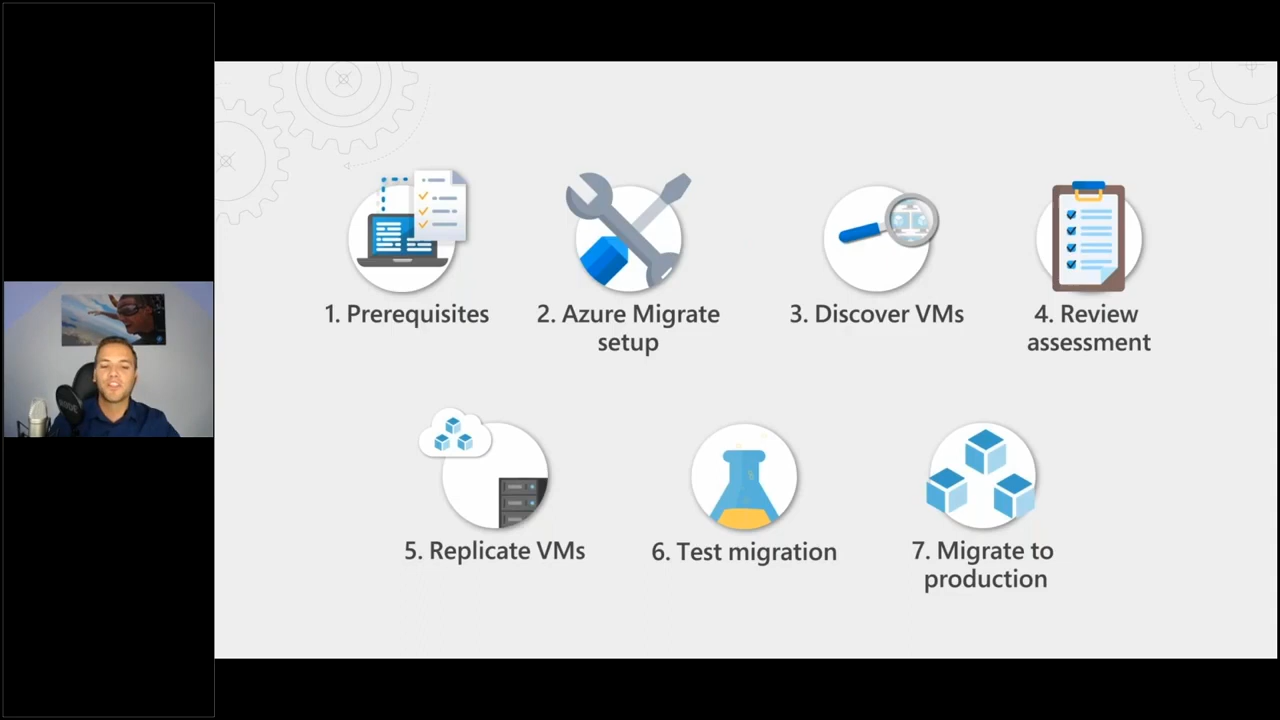 1. Prerequisites
2. Azure Migrate
setup
3. Discover VMs
4. Review
assessment
5. Replicate VMs
6. Test migration
7. Migrate to
production